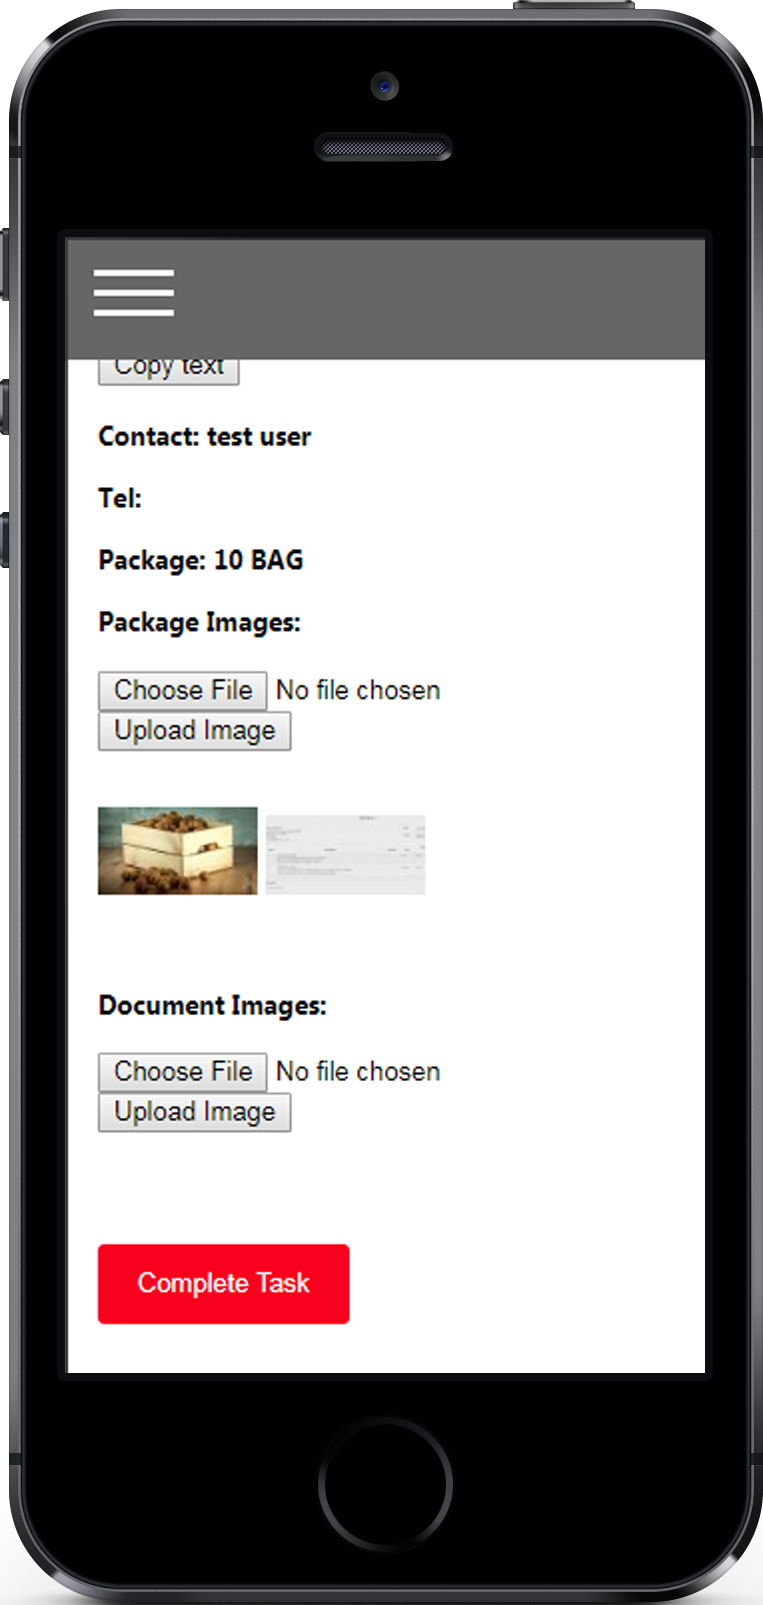 Copy text
Contact: test user
Tel:
Package: 10 BAG
Package Images:
Choose File No file chosen
Upload Image
Document Images:
Choose File No file chosen
Upload Image
Complete Task